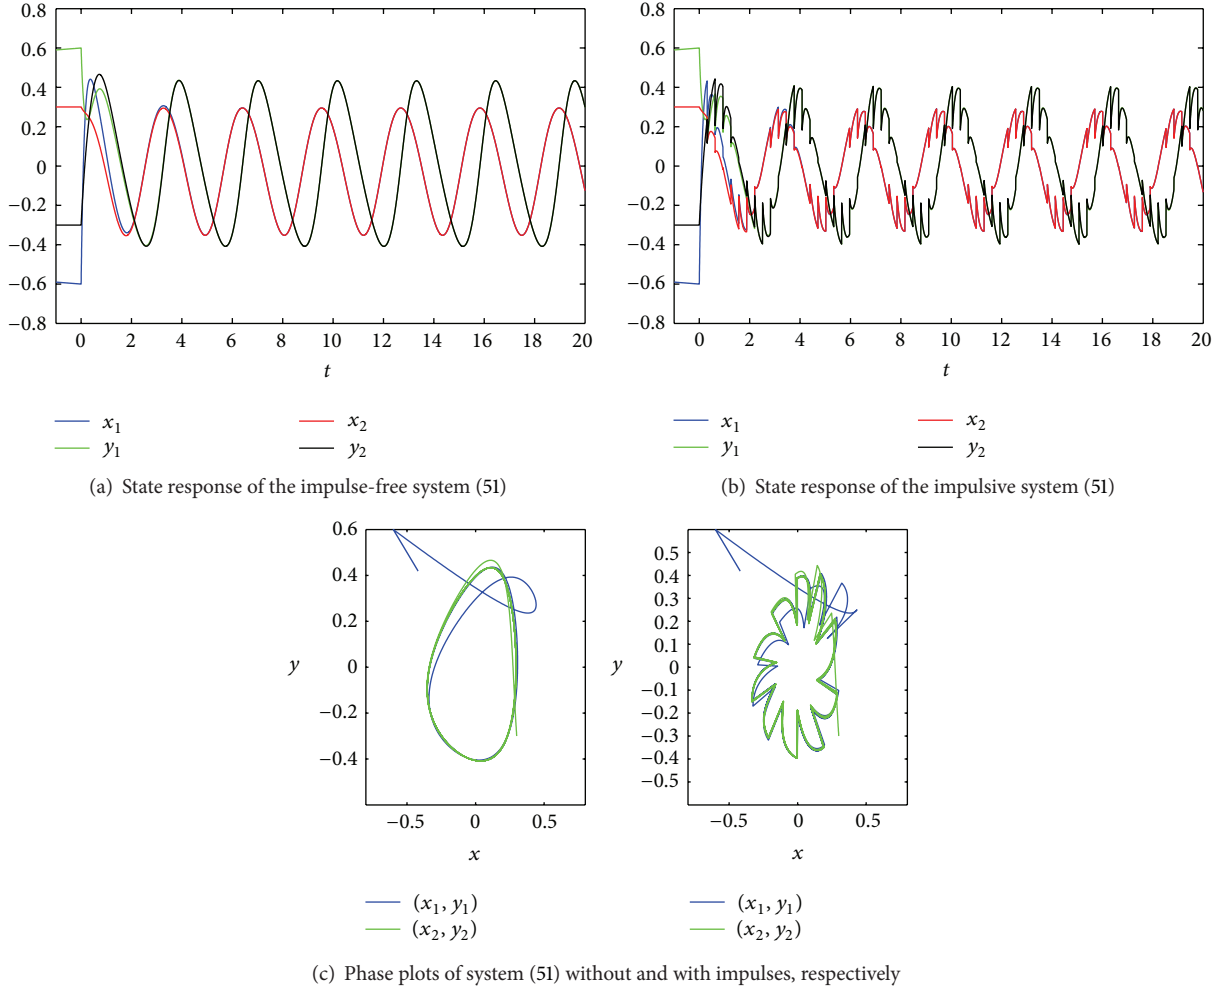 0.8
0.6
0.4
0.2
0
−0.2
−0.4
−0.6
−0.8
0 2 4 6 8 10 12 14 16 18 20
t
x1 x2
y1 y2
(a) State response of the impulse-free system (51)
0.8
0.6
0.4
0.2
0
−0.2
−0.4
−0.6
−0.8
0 2 4 6 8 10 12 14 16 18 20
t
x1 x2
y1 y2
(b) State response of the impulsive system (51)
0.6
0.4
0.2
0
−0.2
−0.4
y
−0.5 0 0.5
x
(x1, y1)
(x2, y2)
0.5
0.4
0.3
0.2
0.1
0
−0.1
−0.2
−0.3
−0.4
−0.5
y
−0.5 0 0.5
x
(x1, y1)
(x2, y2)
(c) Phase plots of system (51) without and with impulses, respectively